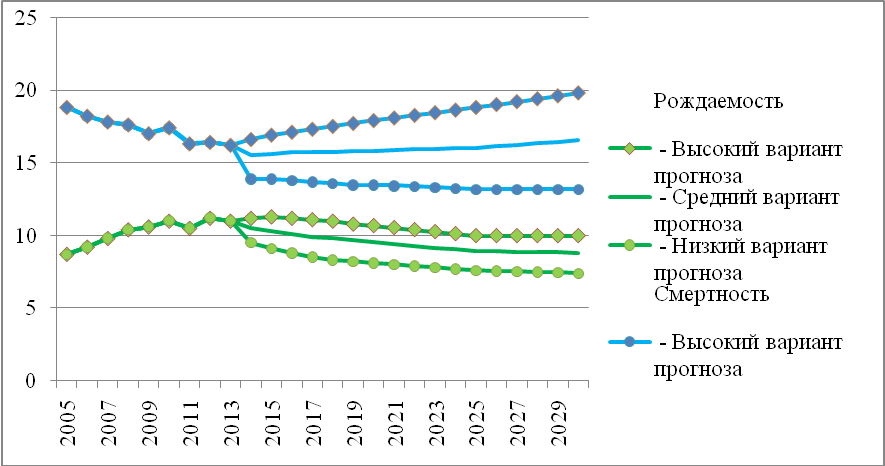 25
20
15
10
5
0
2005
2007
2009
2011
2013
2015
2017
2019
2021
2023
2025
2027
2029
Рождаемость
- Высокий вариант
прогноза
- Средний вариант
прогноза
- Низкий вариант
прогноза
Смертность
- Высокий вариант
прогноза